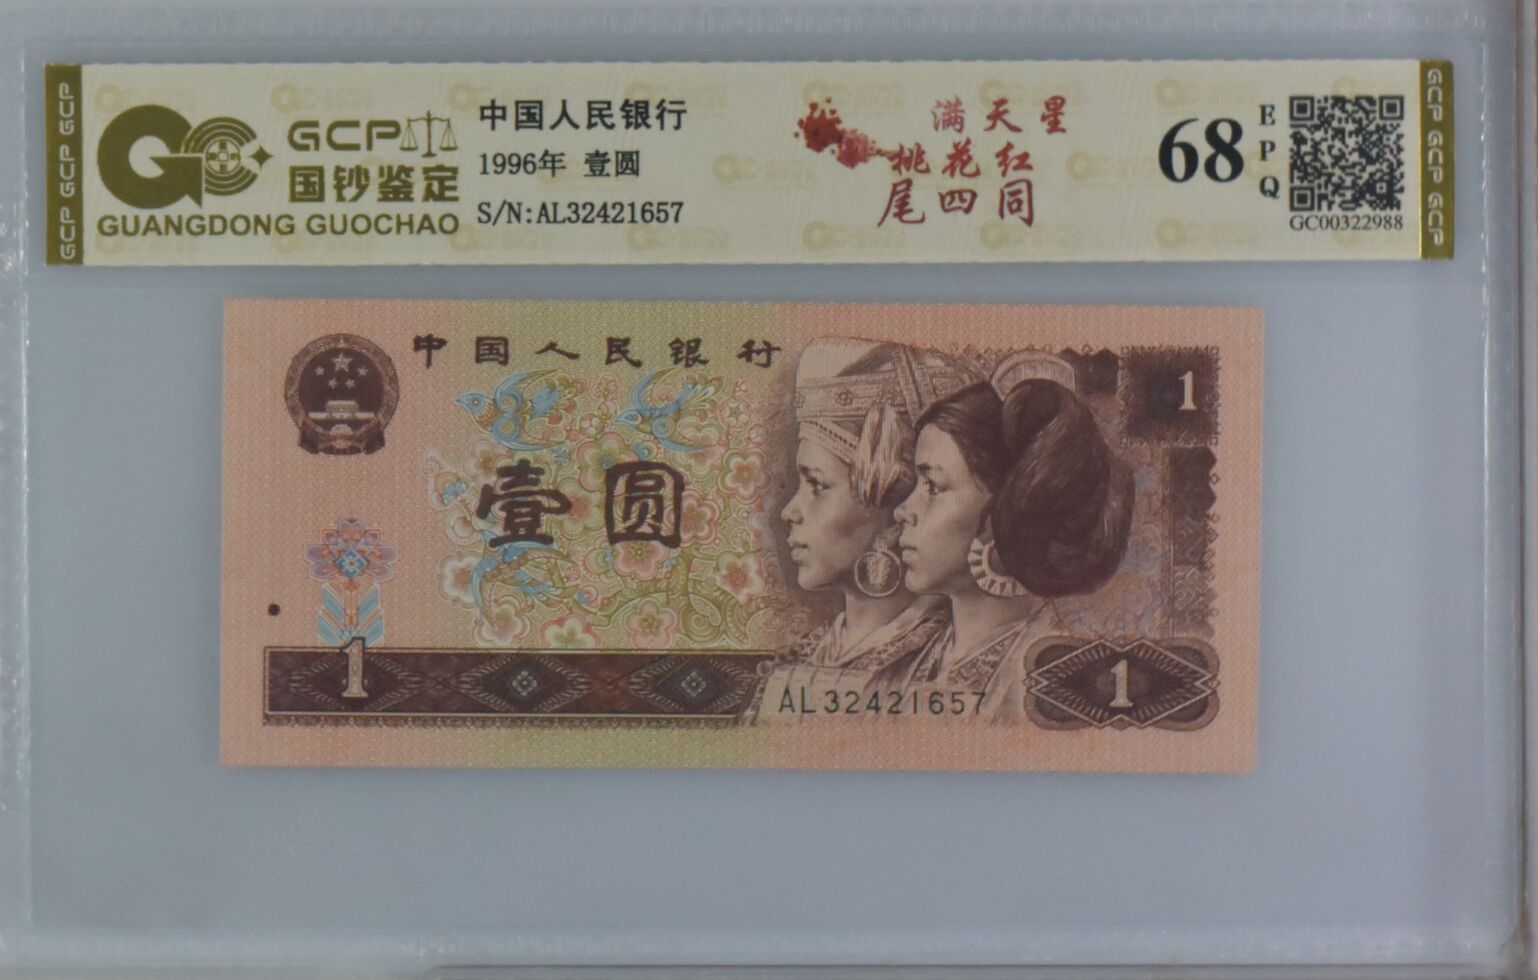 GCP GCP GCP
GCP
国钞鉴定
GUANGDONG GUOCHAO
中国人民银行
1996年 壹圆
S/N:AL32421657
满天星
桃花红
尾四同
68
EPQ
GC00322988
GCP GCP GCP
中国人民银行
1
壹圆
1
AL32421657
1